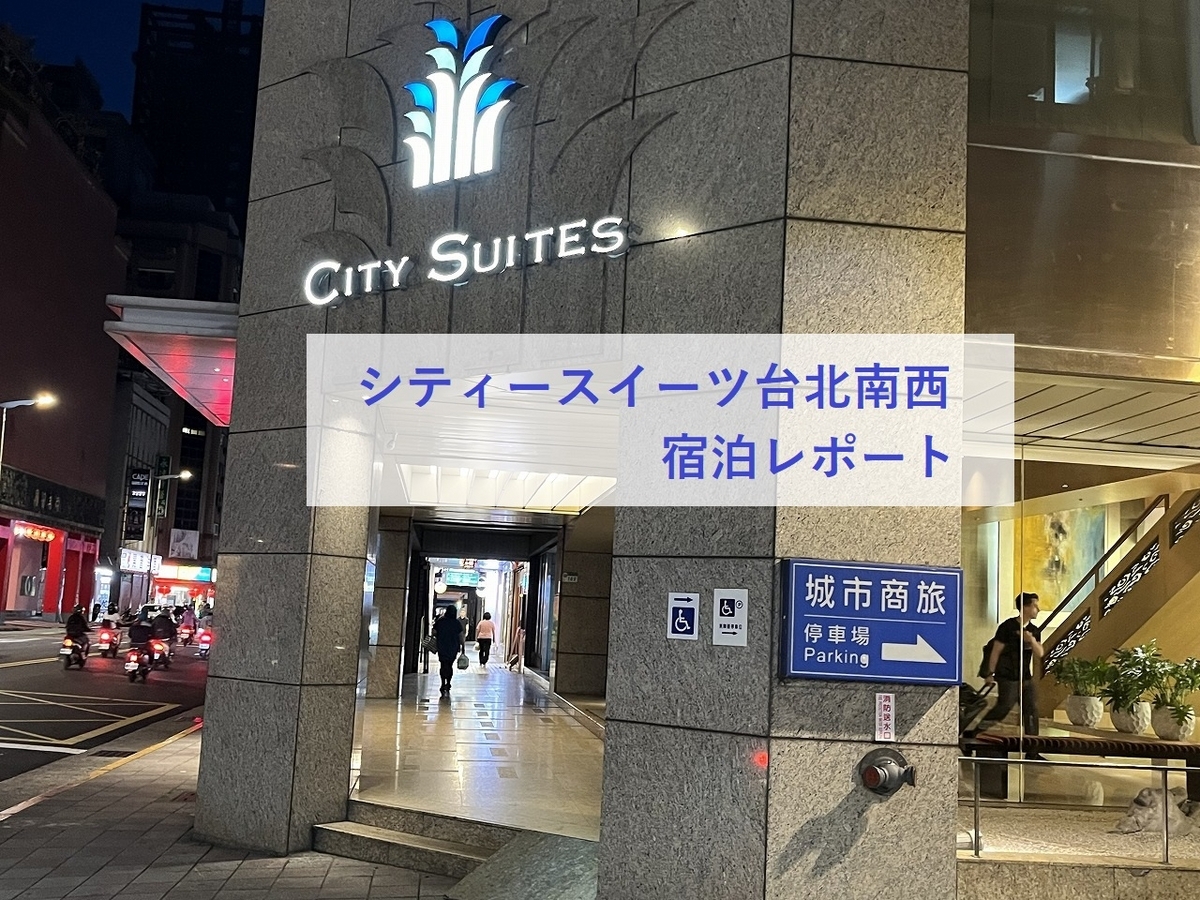 CITY SUITES
シティースイーツ台北南西
宿泊レポート
城市商旅
停車場
Parking
消防送水口
CAFE